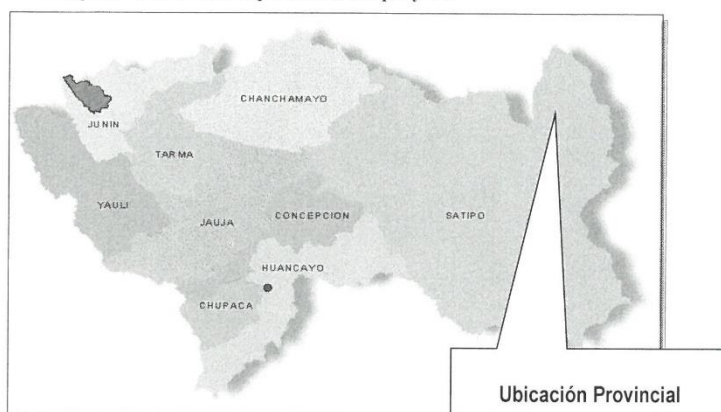 CHANCHAMAYO
JUNIN
TARMA
YAULI
JAUJA
CONCEPCION
SATIPO
HUANCAYO
CHUPACA
Ubicación Provincial